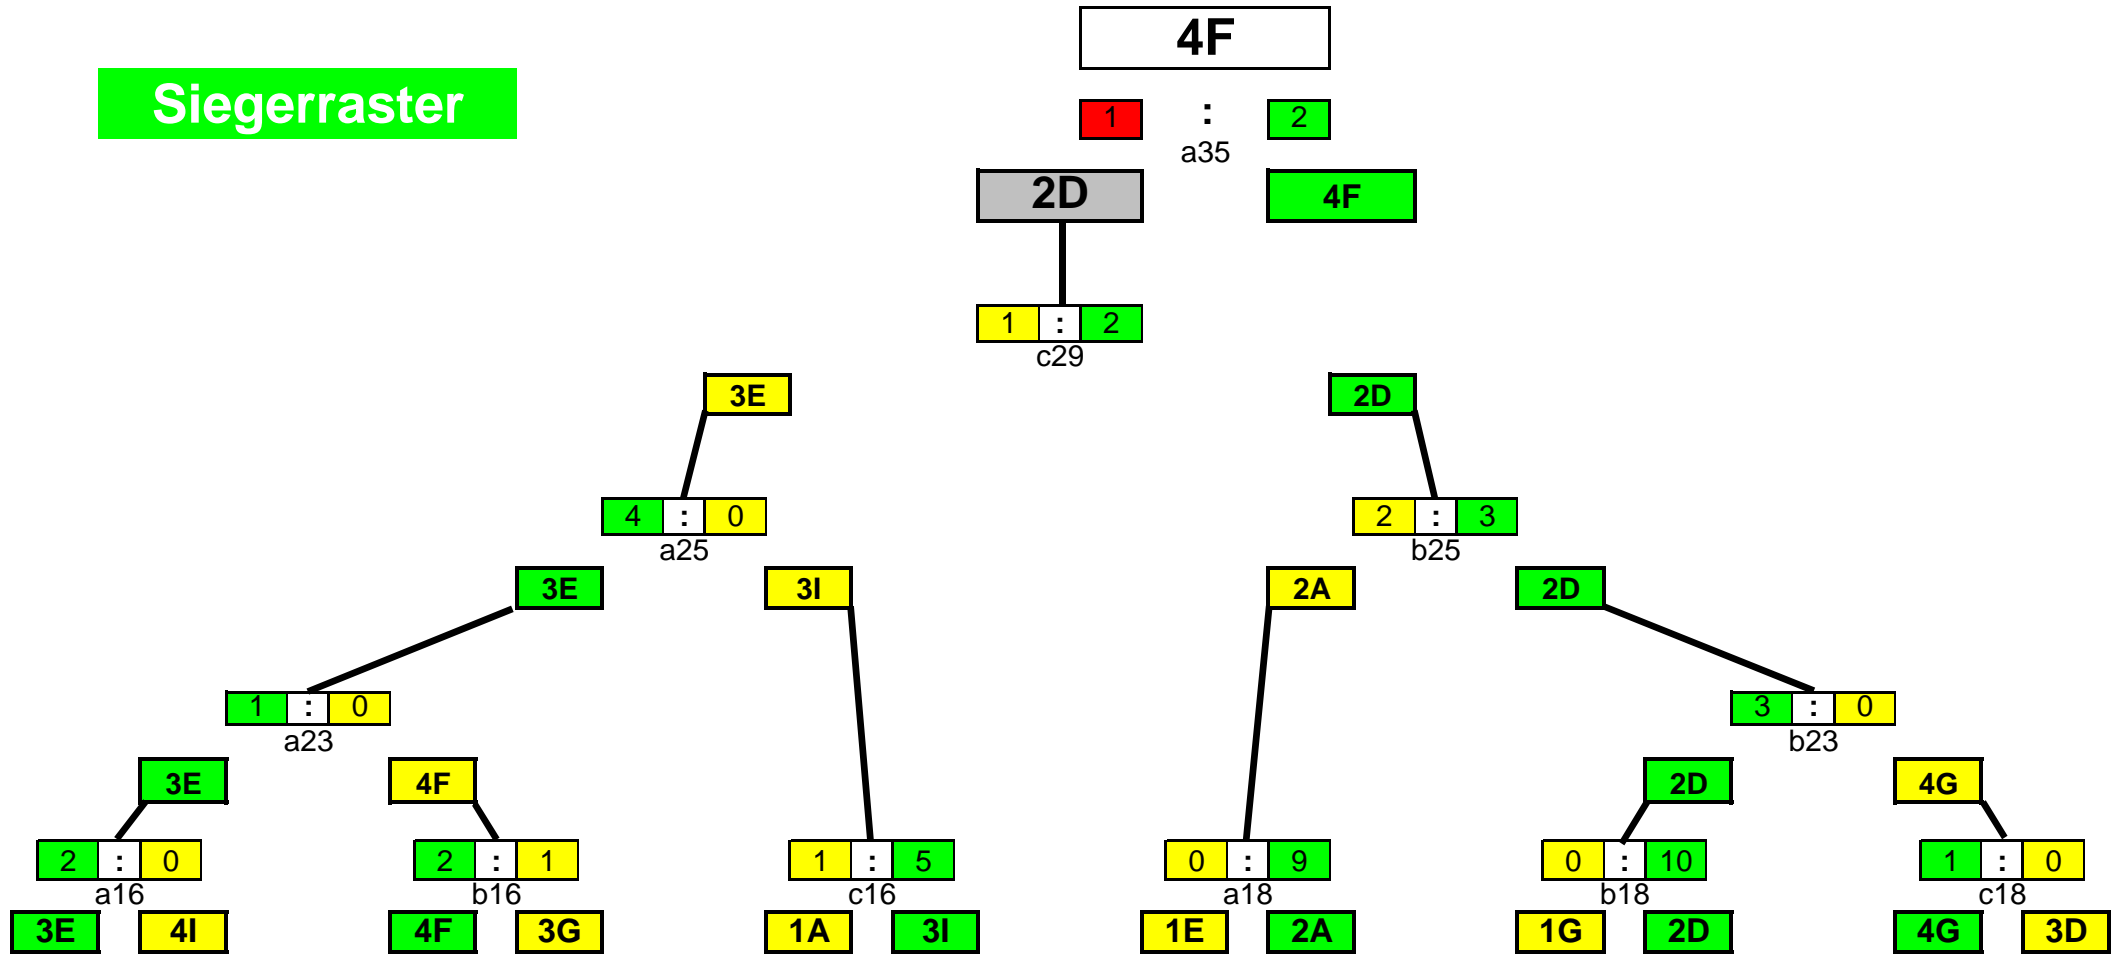 4F
Siegerraster
1 : 2
a35
2D 4F
1 : 2
c29
3E 2D
4 : 0 2 : 3
a25 b25
3E 3I 2A 2D
1 : 0 3 : 0
a23 b23
3E 4F 2D 4G
2 : 0 2 : 1 1 : 5 0 : 9 0 : 10 1 : 0
a16 b16 c16 a18 b18 c18
3E 4I 4F 3G 1A 3I 1E 2A 1G 2D 4G 3D